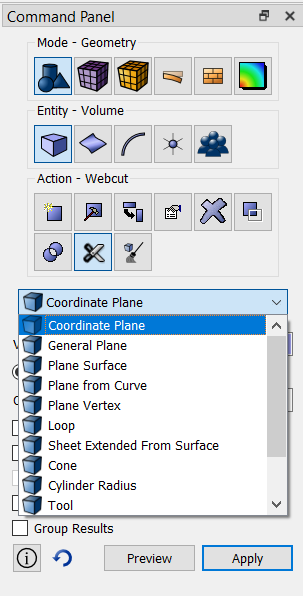 Command Panel
Mode - Geometry
Entity - Volume
Action - Webcut
Coordinate Plane
Coordinate Plane
General Plane
Plane Surface
Plane from Curve
Plane Vertex
Loop
Sheet Extended From Surface
Cone
Cylinder Radius
Tool
Group Results
Preview
Apply